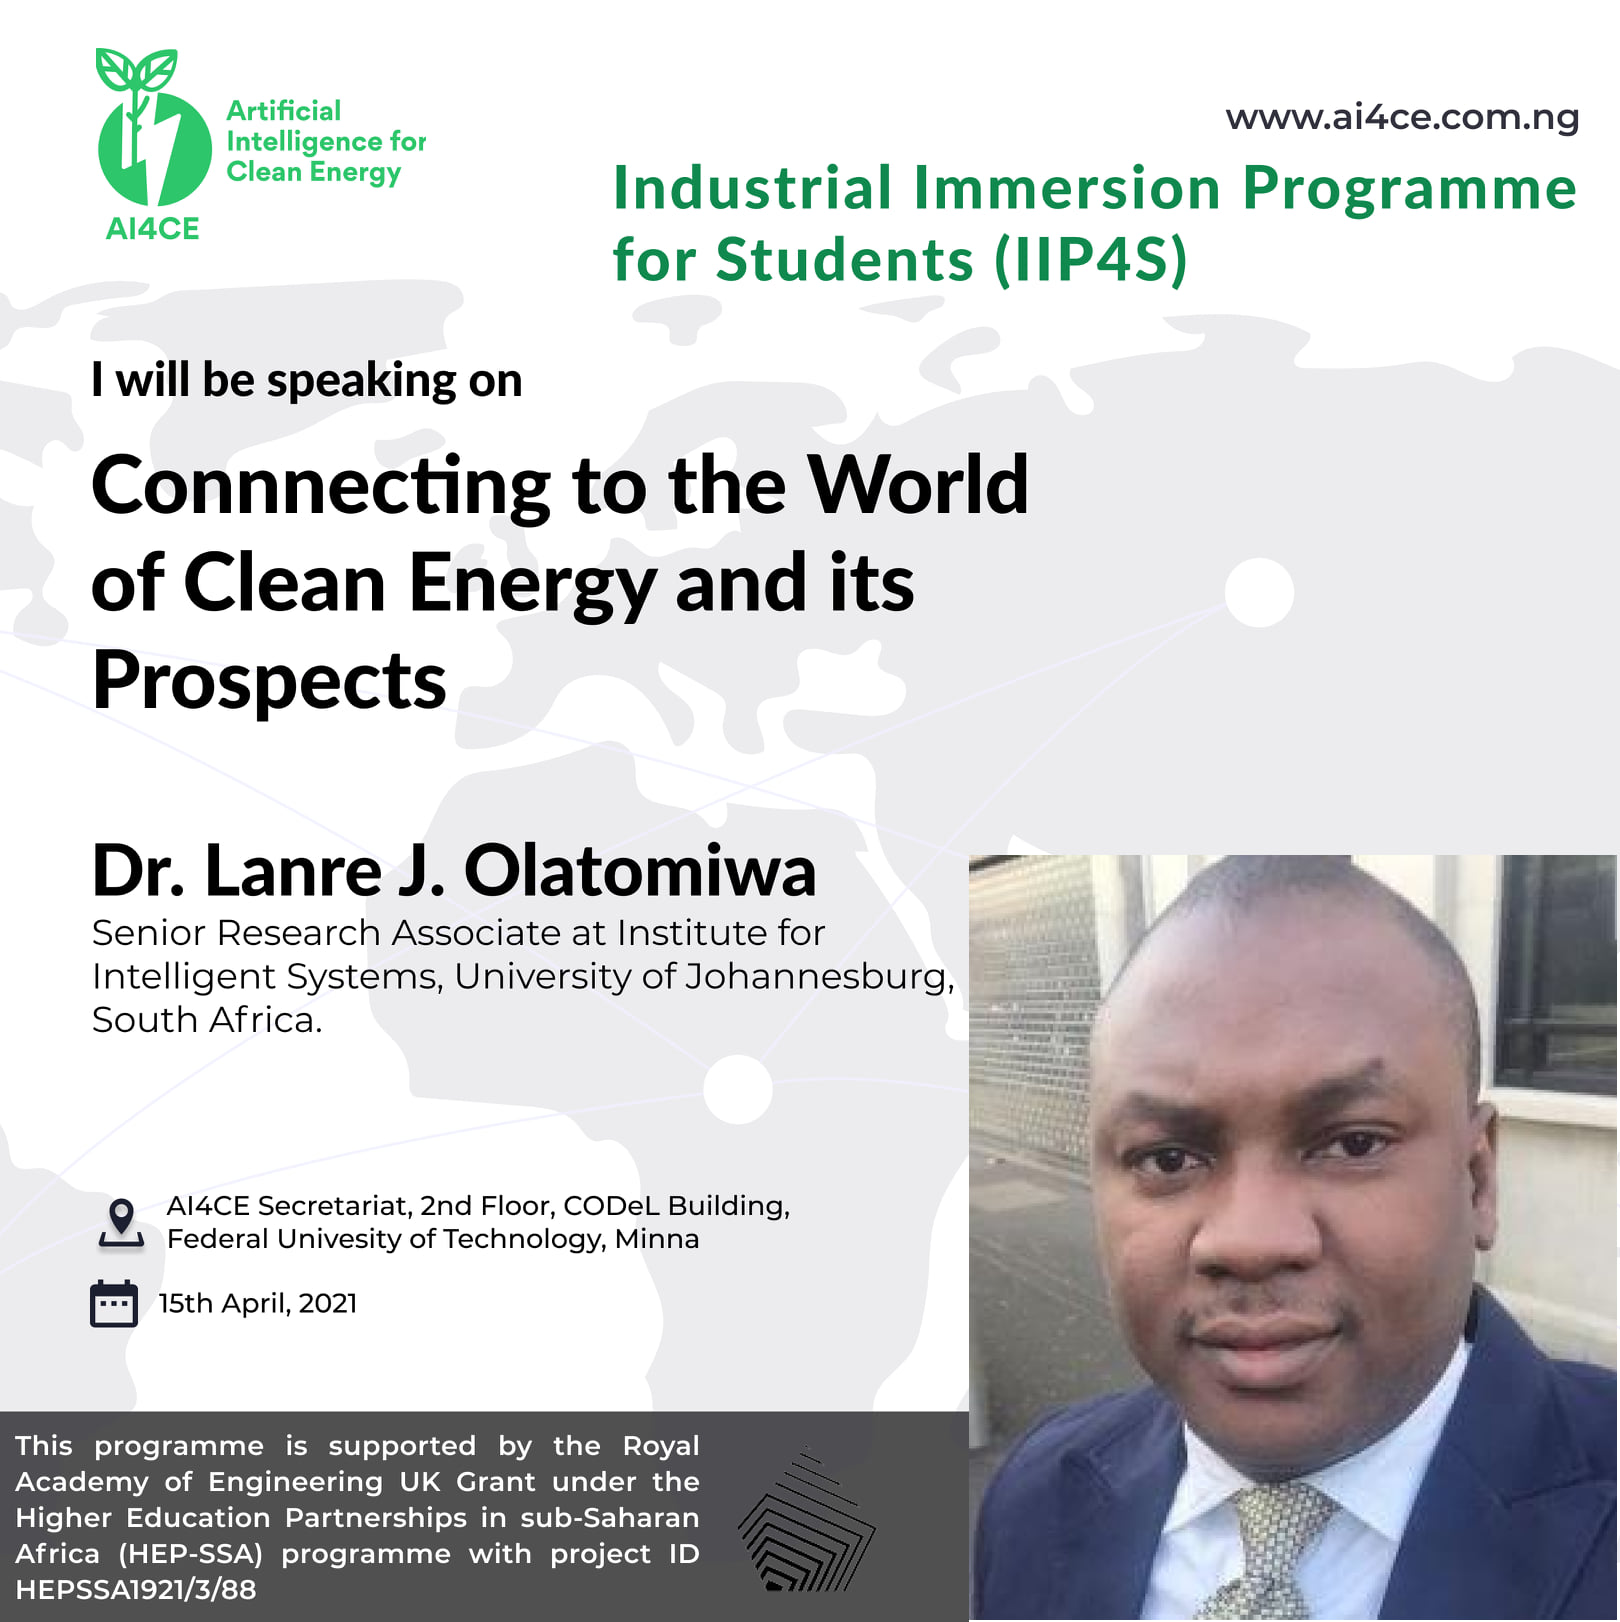 Artificial
Intelligence for
Clean Energy
AI4CE
www.ai4ce.com.ng
Industrial Immersion Programme
for Students (IIP4S)
I will be speaking on
Connnecting to the World
of Clean Energy and its
Prospects
Dr. Lanre J. Olatomiwa
Senior Research Associate at Institute for
Intelligent Systems, University of Johannesburg,
South Africa.
AI4CE Secretariat, 2nd Floor, CODeL Building,
Federal Univesity of Technology, Minna
15th April, 2021
This programme is supported by the Royal
Academy of Engineering UK Grant under the
Higher Education Partnerships in sub-Saharan
Africa (HEP-SSA) programme with project ID
HEPSSA1921/3/88